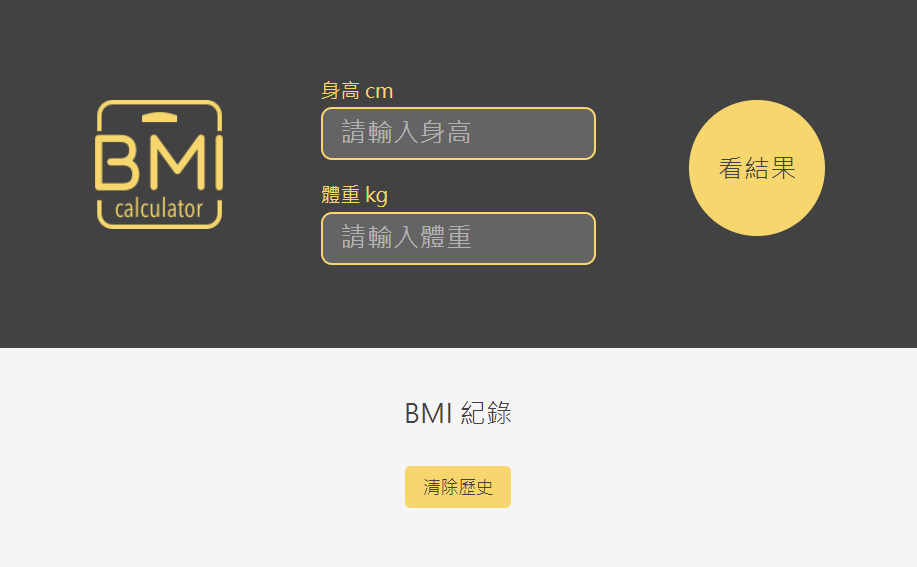 BMI
calculator
身高 cm
請輸入身高
體重 kg
請輸入體重
看結果
BMI 紀錄
清除歷史